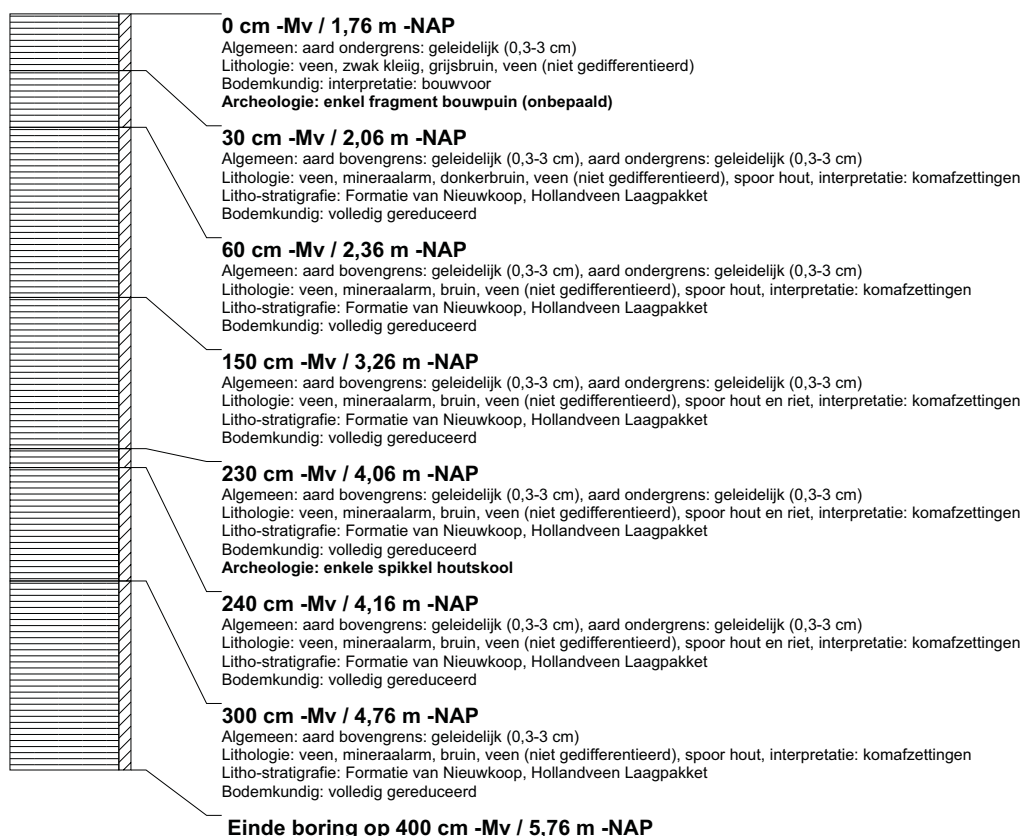 0 cm -Mv / 1,76 m -NAP
Algemeen: aard ondergrens: geleidelijk (0,3-3 cm)
Lithologie: veen, zwak kleiig, grijsbruin, veen (niet gedifferentieerd)
Bodemkundig: interpretatie: bouwvoor
Archeologie: enkel fragment bouwpuin (onbepaald)
30 cm -Mv / 2,06 m -NAP
Algemeen: aard bovengrens: geleidelijk (0,3-3 cm), aard ondergrens: geleidelijk (0,3-3 cm)
Lithologie: veen, mineraalarm, donkerbruin, veen (niet gedifferentieerd), spoor hout, interpretatie: komafzettingen
Litho-stratigrafie: Formatie van Nieuwkoop, Hollandveen Laagpakket
Bodemkundig: volledig gereduceerd
60 cm -Mv / 2,36 m -NAP
Algemeen: aard bovengrens: geleidelijk (0,3-3 cm), aard ondergrens: geleidelijk (0,3-3 cm)
Lithologie: veen, mineraalarm, bruin, veen (niet gedifferentieerd), spoor hout, interpretatie: komafzettingen
Litho-stratigrafie: Formatie van Nieuwkoop, Hollandveen Laagpakket
Bodemkundig: volledig gereduceerd
150 cm -Mv / 3,26 m -NAP
Algemeen: aard bovengrens: geleidelijk (0,3-3 cm), aard ondergrens: geleidelijk (0,3-3 cm)
Lithologie: veen, mineraalarm, bruin, veen (niet gedifferentieerd), spoor hout en riet, interpretatie: komafzettingen
Litho-stratigrafie: Formatie van Nieuwkoop, Hollandveen Laagpakket
Bodemkundig: volledig gereduceerd
230 cm -Mv / 4,06 m -NAP
Algemeen: aard bovengrens: geleidelijk (0,3-3 cm), aard ondergrens: geleidelijk (0,3-3 cm)
Lithologie: veen, mineraalarm, bruin, veen (niet gedifferentieerd), spoor hout en riet, interpretatie: komafzettingen
Litho-stratigrafie: Formatie van Nieuwkoop, Hollandveen Laagpakket
Bodemkundig: volledig gereduceerd
Archeologie: enkele spikkel houtskool
240 cm -Mv / 4,16 m -NAP
Algemeen: aard bovengrens: geleidelijk (0,3-3 cm), aard ondergrens: geleidelijk (0,3-3 cm)
Lithologie: veen, mineraalarm, bruin, veen (niet gedifferentieerd), spoor hout en riet, interpretatie: komafzettingen
Litho-stratigrafie: Formatie van Nieuwkoop, Hollandveen Laagpakket
Bodemkundig: volledig gereduceerd
300 cm -Mv / 4,76 m -NAP
Algemeen: aard bovengrens: geleidelijk (0,3-3 cm)
Lithologie: veen, mineraalarm, bruin, veen (niet gedifferentieerd), spoor hout, interpretatie: komafzettingen
Litho-stratigrafie: Formatie van Nieuwkoop, Hollandveen Laagpakket
Bodemkundig: volledig gereduceerd
Einde boring op 400 cm -Mv / 5,76 m -NAP